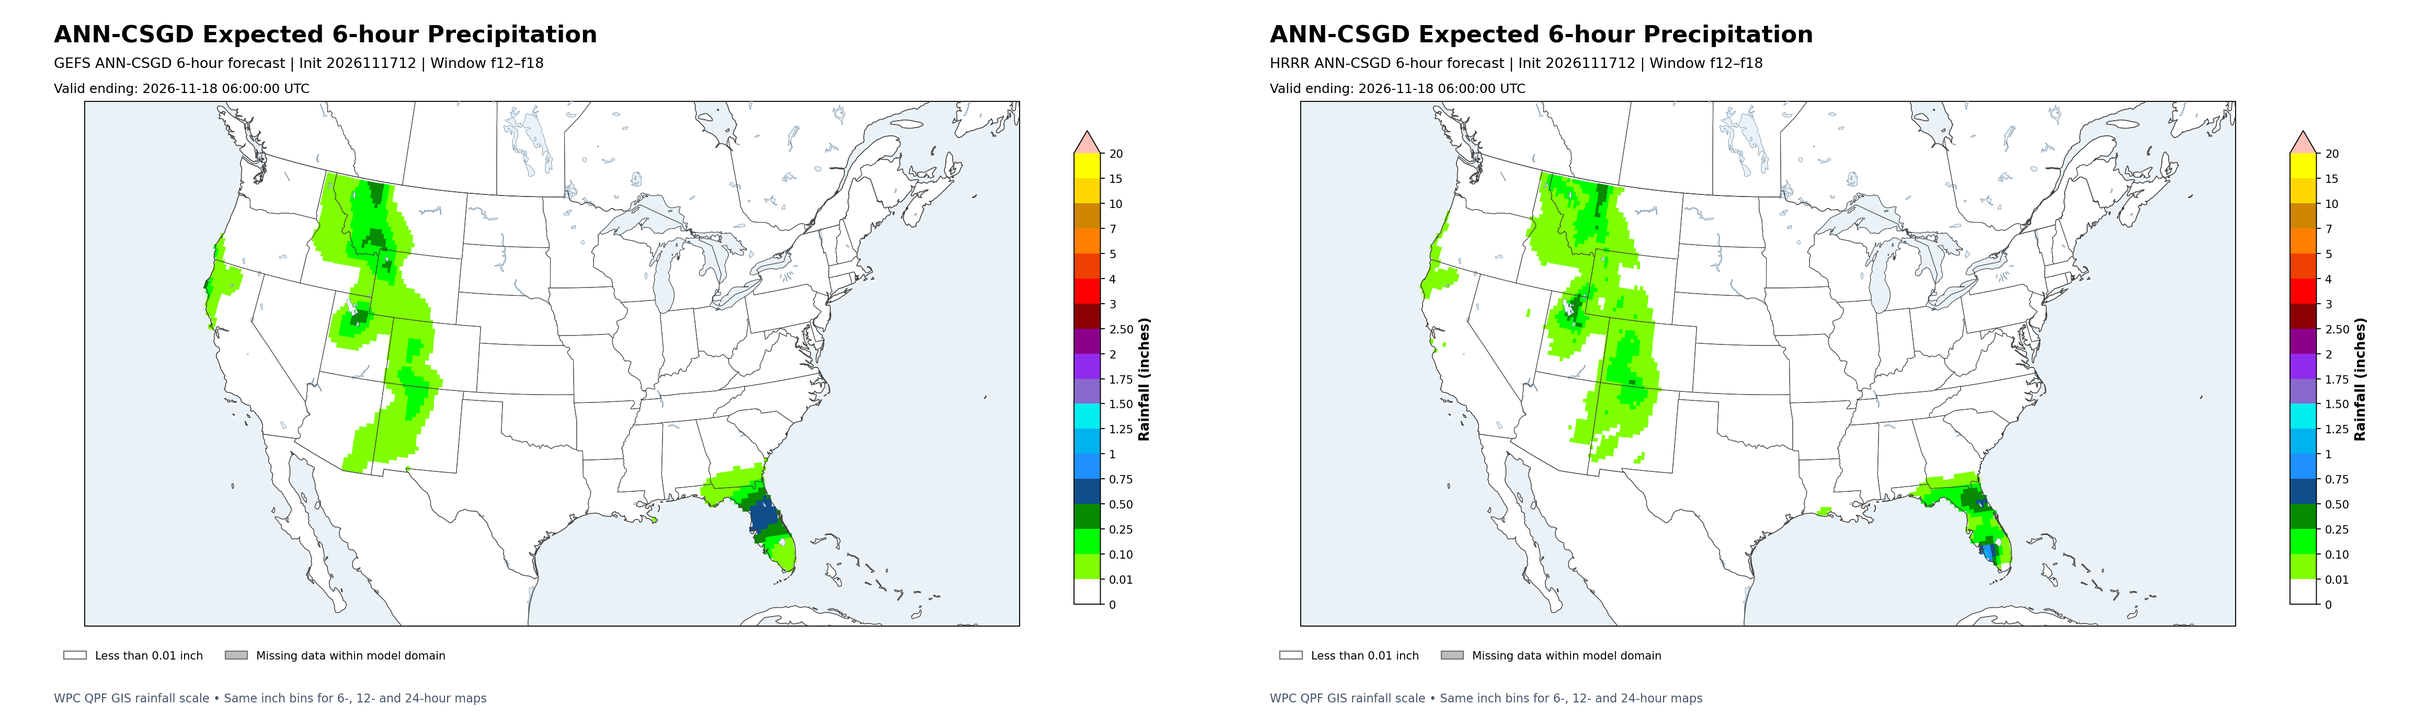 ANN-CSGD Expected 6-hour Precipitation
GEFS ANN-CSGD 6-hour forecast | Init 2026111712 | Window f12–f18
Valid ending: 2026-11-18 06:00:00 UTC
20
15
10
7
5
4
3
2.50
2
1.75
1.50
1.25
1
0.75
0.50
0.25
0.10
0.01
0
Rainfall (inches)
Less than 0.01 inch
Missing data within model domain
WPC QPF GIS rainfall scale • Same inch bins for 6-, 12- and 24-hour maps
ANN-CSGD Expected 6-hour Precipitation
HRRR ANN-CSGD 6-hour forecast | Init 2026111712 | Window f12–f18
Valid ending: 2026-11-18 06:00:00 UTC
20
15
10
7
5
4
3
2.50
2
1.75
1.50
1.25
1
0.75
0.50
0.25
0.10
0.01
0
Rainfall (inches)
Less than 0.01 inch
Missing data within model domain
WPC QPF GIS rainfall scale • Same inch bins for 6-, 12- and 24-hour maps